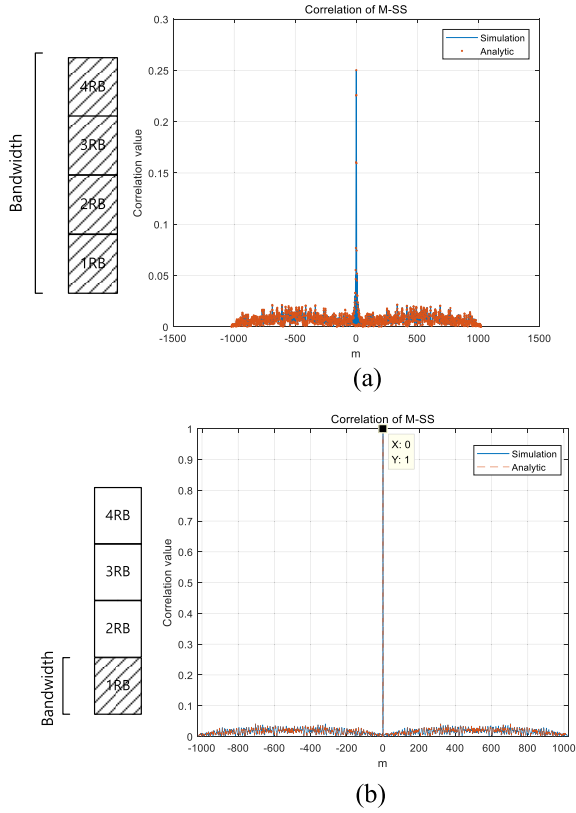 Correlation of M-SS
0.3
0.25
0.2
0.15
0.1
0.05
0
Correlation value
Simulation
Analytic
-1500
-1000
-500
0
500
1000
1500
m
Bandwidth
4RB
3RB
2RB
1RB
(a)
Correlation of M-SS
1
0.9
0.8
0.7
0.6
0.5
0.4
0.3
0.2
0.1
0
Correlation value
X: 0
Y: 1
Simulation
Analytic
-1000
-800
-600
-400
-200
0
200
400
600
800
1000
m
4RB
3RB
2RB
1RB
Bandwidth
(b)